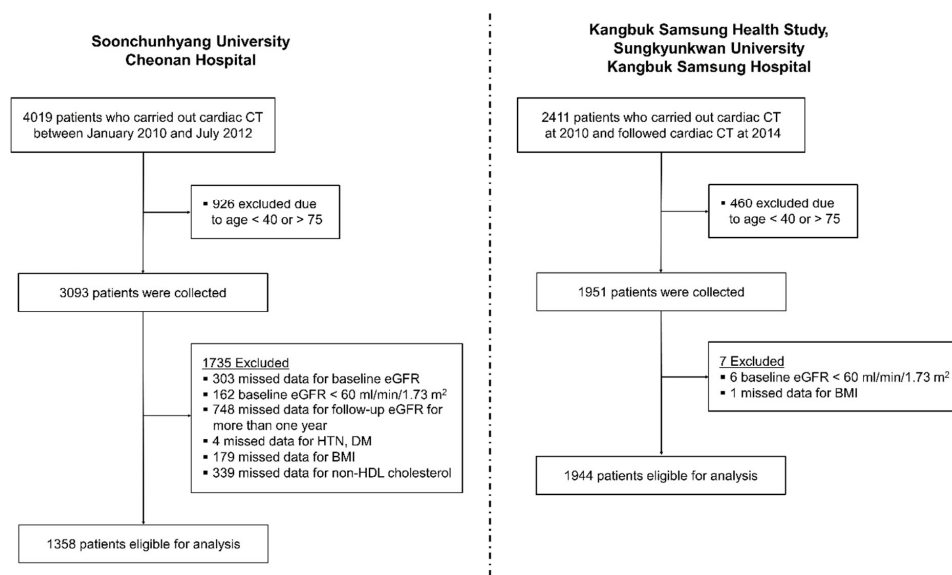 Soonchunhyang University
Cheonan Hospital
4019 patients who carried out cardiac CT
between January 2010 and July 2012
▪ 926 excluded due
to age < 40 or > 75
3093 patients were collected
1735 Excluded
▪ 303 missed data for baseline eGFR
▪ 162 baseline eGFR < 60 ml/min/1.73 m²
▪ 748 missed data for follow-up eGFR for
more than one year
▪ 4 missed data for HTN, DM
▪ 179 missed data for BMI
▪ 339 missed data for non-HDL cholesterol
1358 patients eligible for analysis
Kangbuk Samsung Health Study,
Sungkyunkwan University
Kangbuk Samsung Hospital
2411 patients who carried out cardiac CT
at 2010 and followed cardiac CT at 2014
▪ 460 excluded due
to age < 40 or > 75
1951 patients were collected
7 Excluded
▪ 6 baseline eGFR < 60 ml/min/1.73 m²
▪ 1 missed data for BMI
1944 patients eligible for analysis